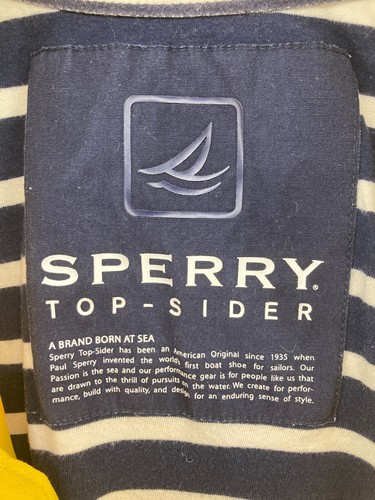 SPERRY®
TOP-SIDER
A BRAND BORN AT SEA
Sperry Top-Sider has been an American Original since 1935 when
Paul Sperry invented the worlds first boat shoe for sailors. Our
Passion is the sea and our performance gear is for people like us that
are drawn to the thrill of pursuits on the water. We create for perfor-
mance, build with quality, and design for an enduring sense of style.